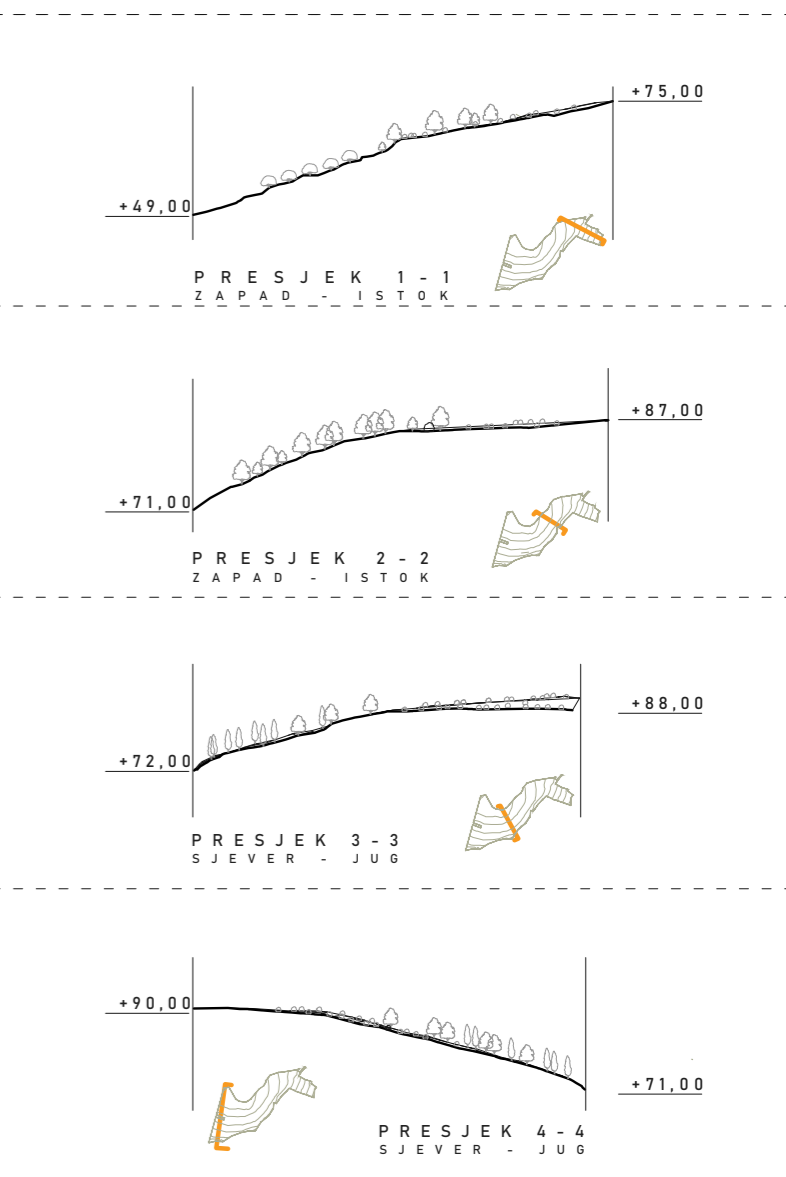 +75,00
+49,00
PRESJEK 1-1
ZAPAD - ISTOK
+87,00
+71,00
PRESJEK 2-2
ZAPAD - ISTOK
+88,00
+72,00
PRESJEK 3-3
SJEVER - JUG
+90,00
+71,00
PRESJEK 4-4
SJEVER - JUG